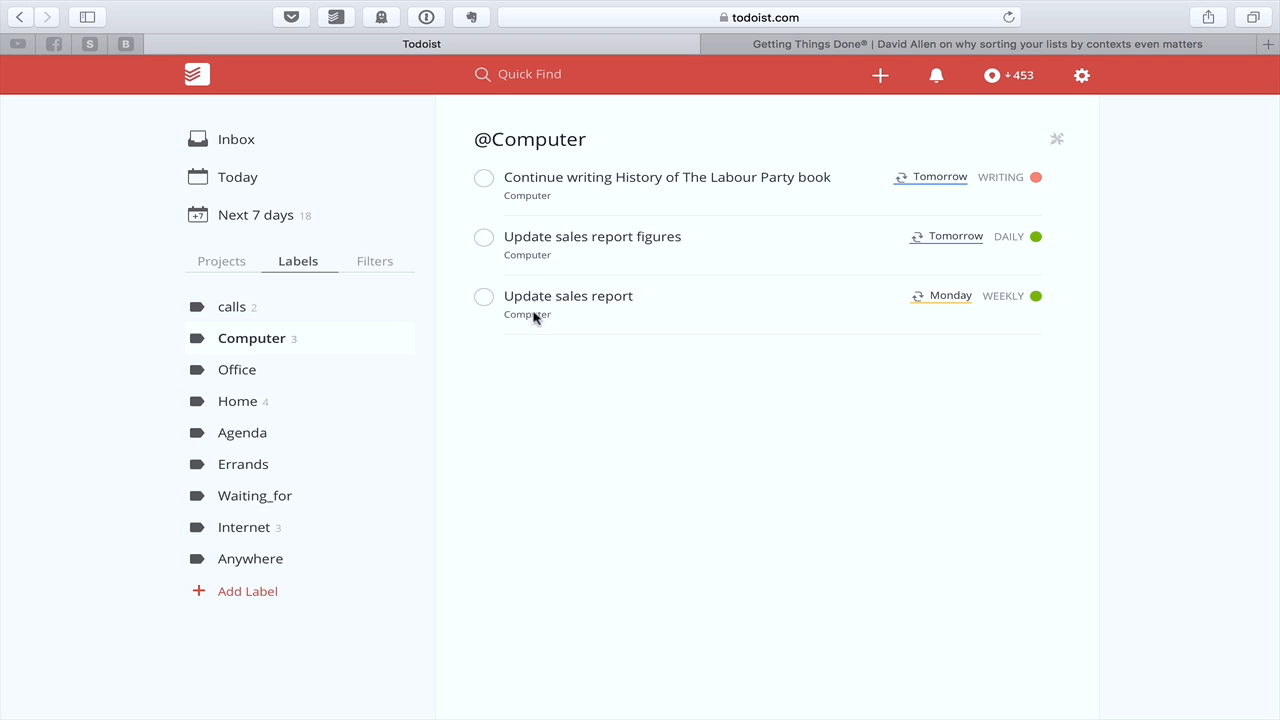 todoist.com
S
B
Todoist
Getting Things Done® | David Allen on why sorting your lists by contexts even matters
Quick Find
453
Inbox
Today
+7 Next 7 days 18
Projects Labels Filters
calls 2
Computer 3
Office
Home 4
Agenda
Errands
Waiting_for
Internet 3
Anywhere
+ Add Label
@Computer
Continue writing History of The Labour Party book Tomorrow WRITING
Computer
Update sales report figures Tomorrow DAILY
Computer
Update sales report Monday WEEKLY
Computer